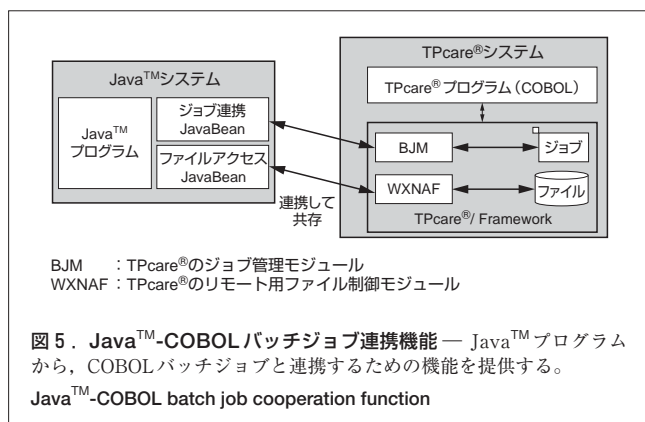 Java™システム
Java™
プログラム
ジョブ連携
JavaBean
ファイルアクセス
JavaBean
連携して
共存
TPcare®システム
TPcare®プログラム（COBOL）
BJM
ジョブ
WXNAF
ファイル
TPcare®/ Framework
BJM ：TPcare®のジョブ管理モジュール
WXNAF：TPcare®のリモート用ファイル制御モジュール
図5．Java™-COBOLバッチジョブ連携機能 ― Java™プログラム
から，COBOLバッチジョブと連携するための機能を提供する。
Java™-COBOL batch job cooperation function